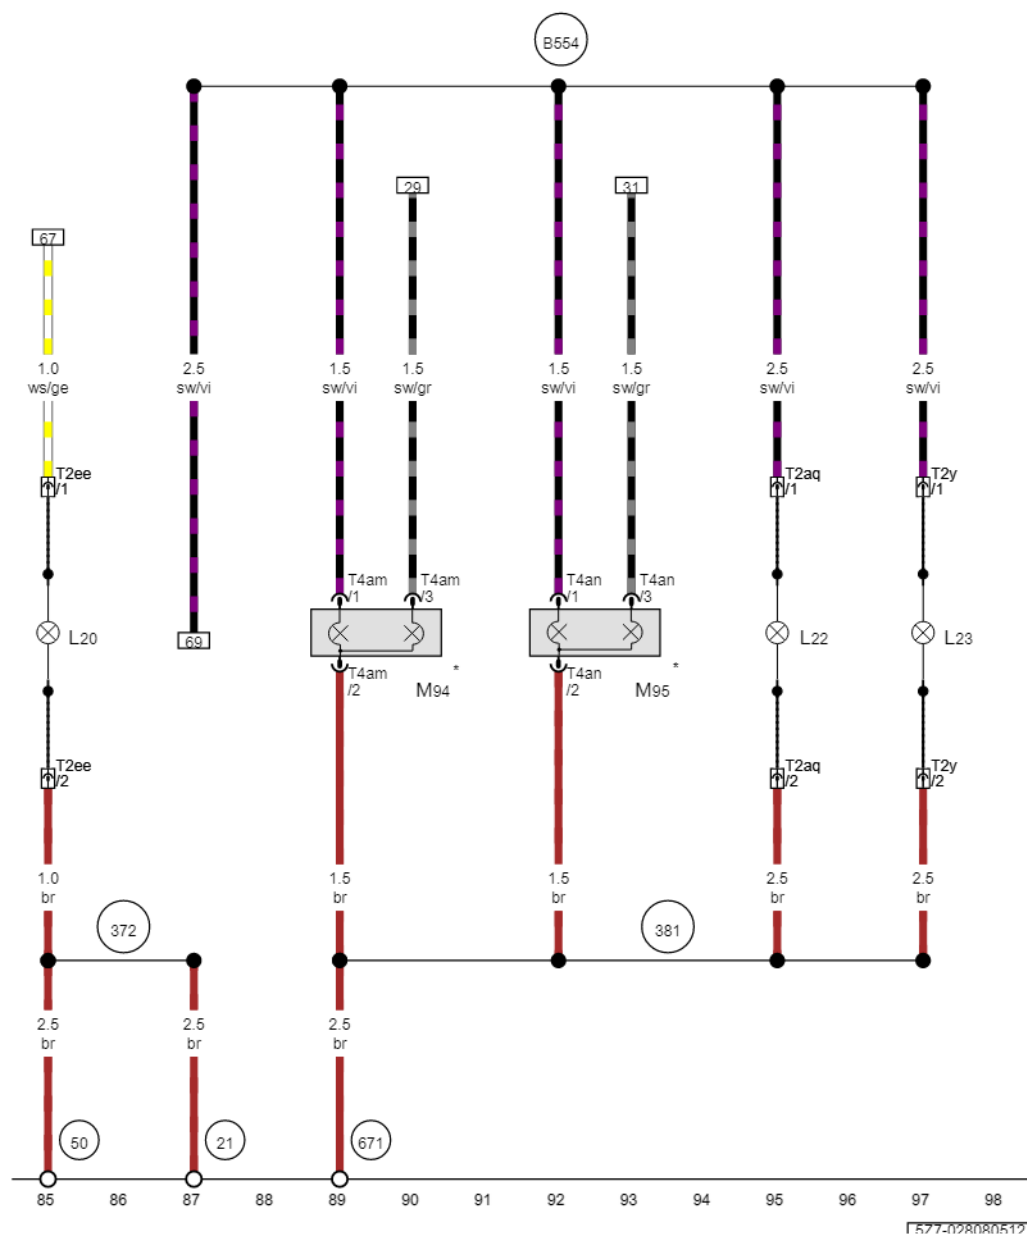 B554
29
31
67
1.0
ws/ge
2.5
sw/vi
1.5
sw/vi
1.5
sw/gr
1.5
sw/vi
1.5
sw/gr
2.5
sw/vi
2.5
sw/vi
T2ee
/1
T2aq
/1
T2y
/1
T4am
/1
T4am
/3
T4an
/1
T4an
/3
L20
69
L22
L23
T4am
/2
*
M94
T4an
/2
*
M95
T2ee
/2
T2aq
/2
T2y
/2
1.0
br
1.5
br
1.5
br
2.5
br
2.5
br
372
381
2.5
br
2.5
br
2.5
br
50
21
671
85 86 87 88 89 90 91 92 93 94 95 96 97 98
577-028080512